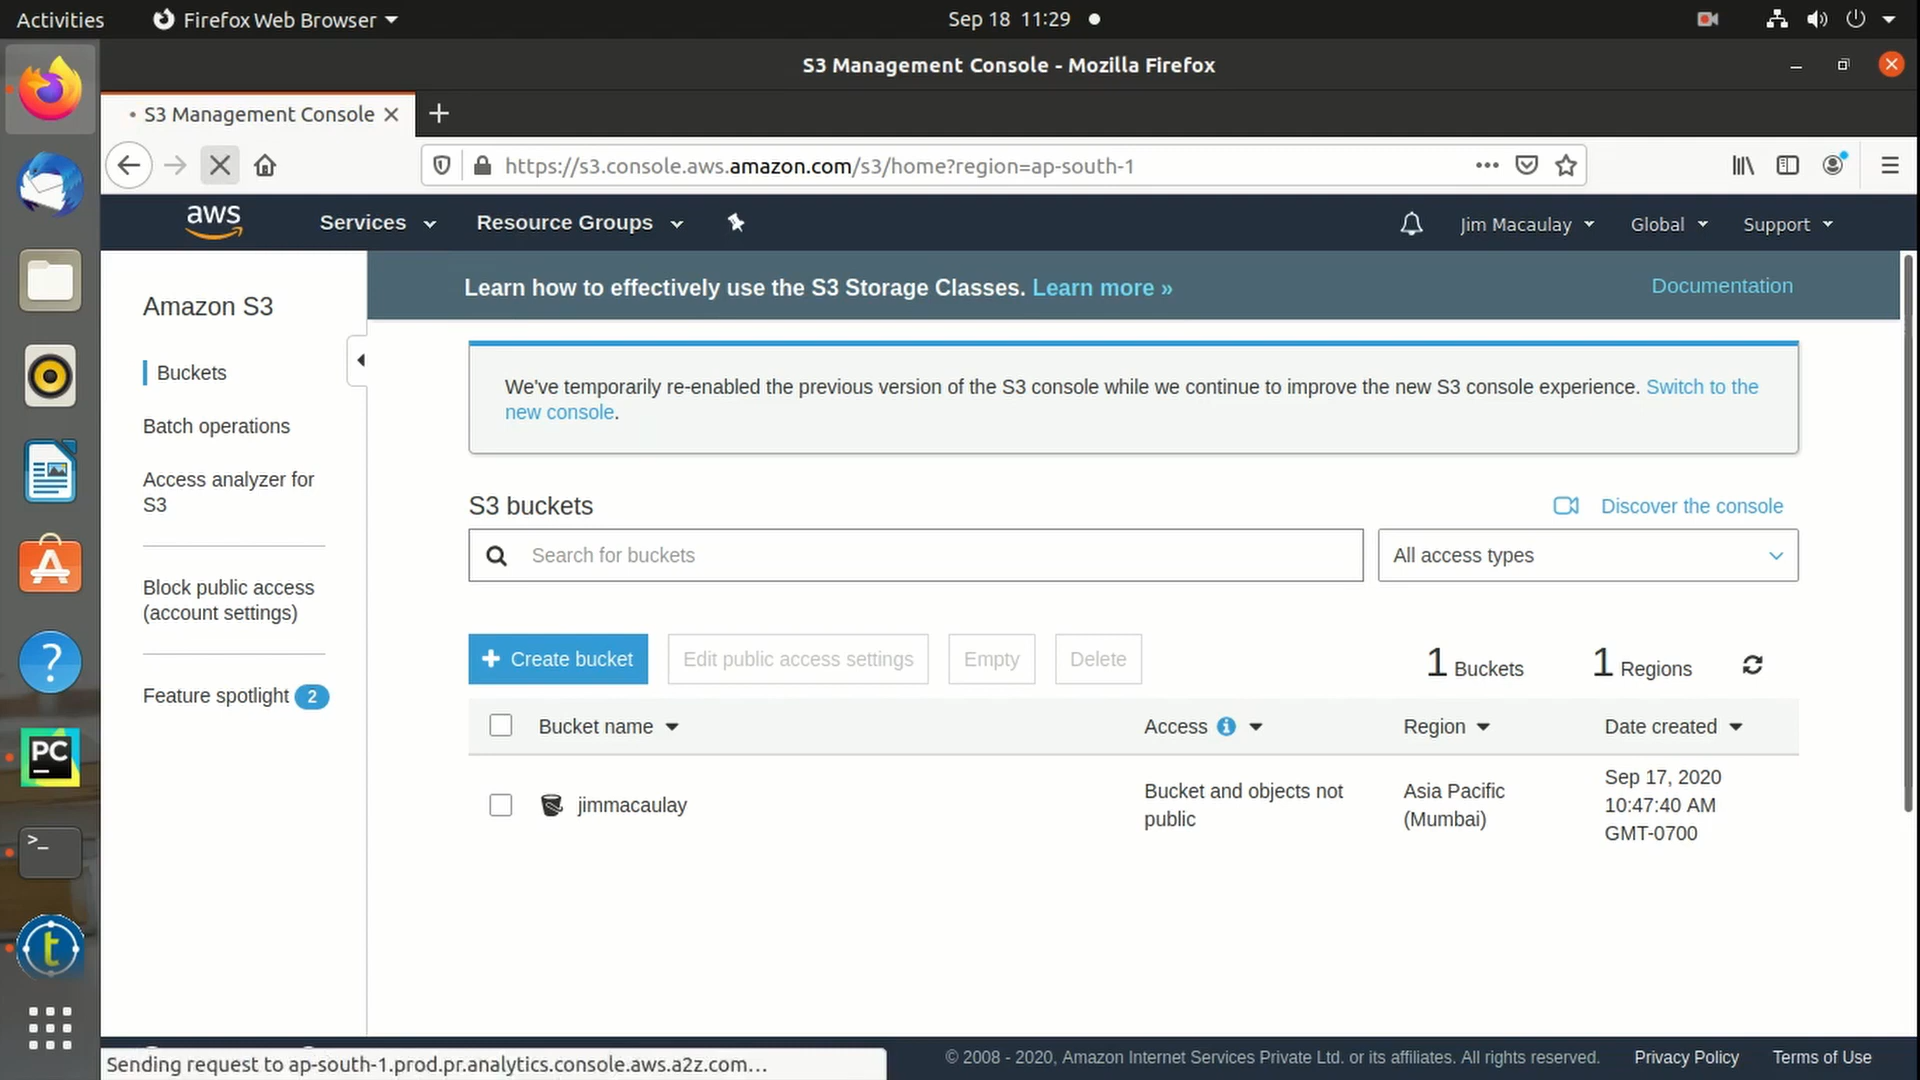 Activities
Firefox Web Browser
Sep 18 11:29
S3 Management Console - Mozilla Firefox
S3 Management Console
https://s3.console.aws.amazon.com/s3/home?region=ap-south-1
aws
Services
Resource Groups
Jim Macaulay
Global
Support
Amazon S3
Buckets
Batch operations
Access analyzer for
S3
Block public access
(account settings)
Feature spotlight 2
Learn how to effectively use the S3 Storage Classes. Learn more »
Documentation
We've temporarily re-enabled the previous version of the S3 console while we continue to improve the new S3 console experience. Switch to the
new console.
S3 buckets
Discover the console
Search for buckets
All access types
Create bucket
Edit public access settings
Empty
Delete
1 Buckets
1 Regions
Bucket name
Access
Region
Date created
jimmacaulay
Bucket and objects not
public
Asia Pacific
(Mumbai)
Sep 17, 2020
10:47:40 AM
GMT-0700
PC
t
Sending request to ap-south-1.prod.pr.analytics.console.aws.a2z.com…
© 2008 - 2020, Amazon Internet Services Private Ltd. or its affiliates. All rights reserved.
Privacy Policy
Terms of Use